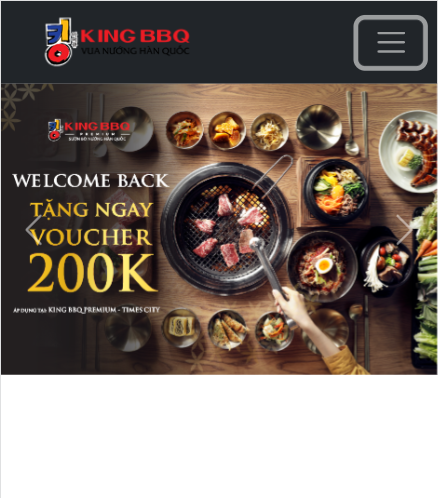 KING BBQ
VUA NƯỚNG HÀN QUỐC
KING BBQ
PREMIUM
WELCOME BACK
TẶNG NGAY
VOUCHER
200K
ÁP DỤNG TẠI: KING BBQ PREMIUM - TIMES CITY